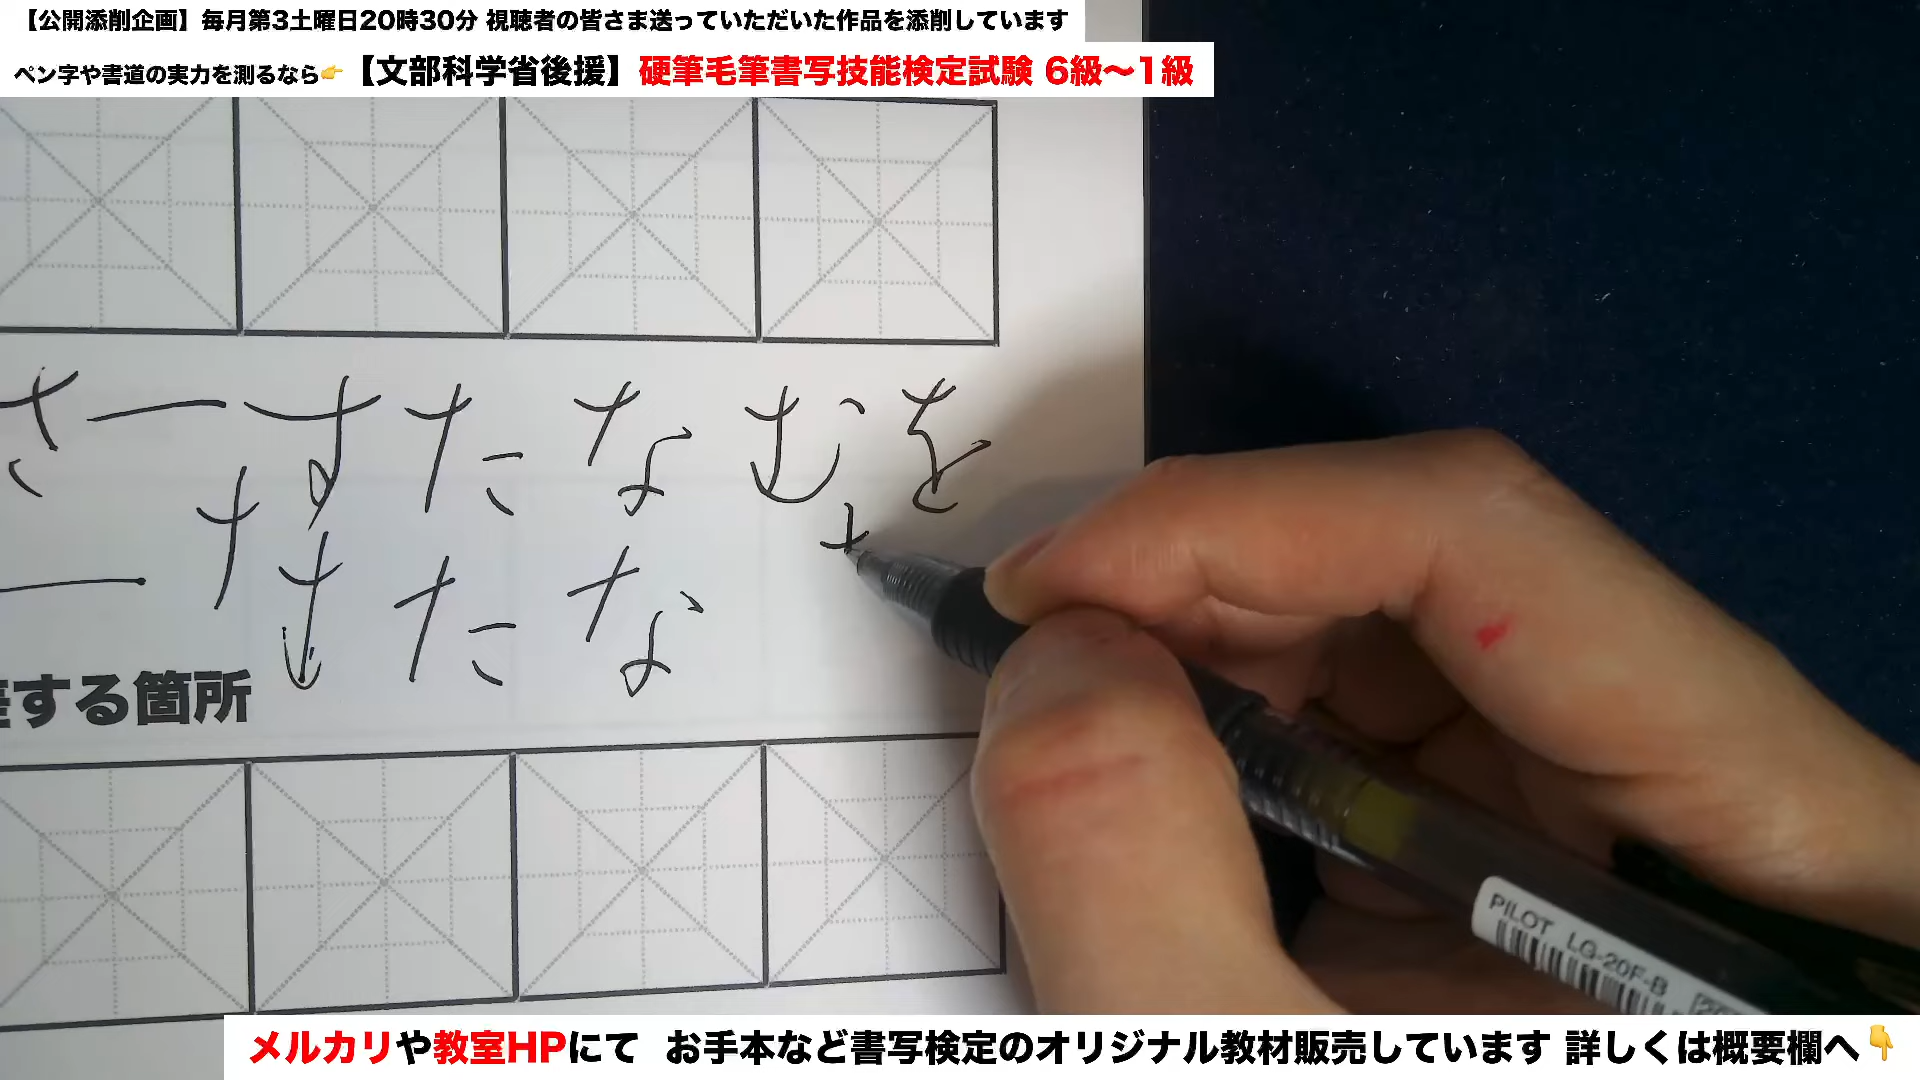 【公開添削企画】毎月第3土曜日20時30分 視聴者の皆さま送っていただいた作品を添削しています
ペン字や書道の実力を測るなら👉【文部科学省後援】硬筆毛筆書写技能検定試験 6級〜1級
さ一すたなむを
一ナもたな
差する箇所
PILOT LG-20F-B
メルカリや教室HPにて お手本など書写検定のオリジナル教材販売しています 詳しくは概要欄へ👇